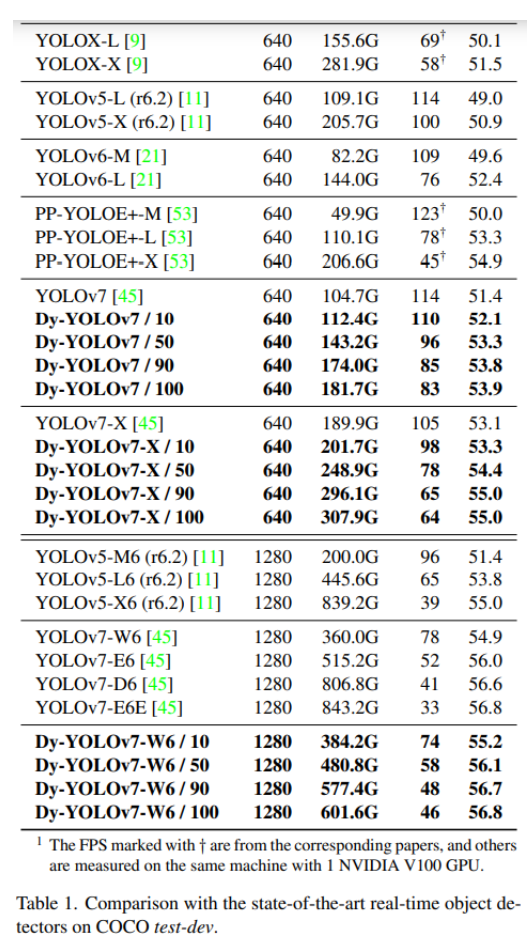 YOLOX-L [9] 640 155.6G 69† 50.1
YOLOX-X [9] 640 281.9G 58† 51.5
YOLOv5-L (r6.2) [11] 640 109.1G 114 49.0
YOLOv5-X (r6.2) [11] 640 205.7G 100 50.9
YOLOv6-M [21] 640 82.2G 109 49.6
YOLOv6-L [21] 640 144.0G 76 52.4
PP-YOLOE+-M [53] 640 49.9G 123† 50.0
PP-YOLOE+-L [53] 640 110.1G 78† 53.3
PP-YOLOE+-X [53] 640 206.6G 45† 54.9
YOLOv7 [45] 640 104.7G 114 51.4
Dy-YOLOv7 / 10 640 112.4G 110 52.1
Dy-YOLOv7 / 50 640 143.2G 96 53.3
Dy-YOLOv7 / 90 640 174.0G 85 53.8
Dy-YOLOv7 / 100 640 181.7G 83 53.9
YOLOv7-X [45] 640 189.9G 105 53.1
Dy-YOLOv7-X / 10 640 201.7G 98 53.3
Dy-YOLOv7-X / 50 640 248.9G 78 54.4
Dy-YOLOv7-X / 90 640 296.1G 65 55.0
Dy-YOLOv7-X / 100 640 307.9G 64 55.0
YOLOv5-M6 (r6.2) [11] 1280 200.0G 96 51.4
YOLOv5-L6 (r6.2) [11] 1280 445.6G 65 53.8
YOLOv5-X6 (r6.2) [11] 1280 839.2G 39 55.0
YOLOv7-W6 [45] 1280 360.0G 78 54.9
YOLOv7-E6 [45] 1280 515.2G 52 56.0
YOLOv7-D6 [45] 1280 806.8G 41 56.6
YOLOv7-E6E [45] 1280 843.2G 33 56.8
Dy-YOLOv7-W6 / 10 1280 384.2G 74 55.2
Dy-YOLOv7-W6 / 50 1280 480.8G 58 56.1
Dy-YOLOv7-W6 / 90 1280 577.4G 48 56.7
Dy-YOLOv7-W6 / 100 1280 601.6G 46 56.8
1 The FPS marked with † are from the corresponding papers, and others
are measured on the same machine with 1 NVIDIA V100 GPU.
Table 1. Comparison with the state-of-the-art real-time object de-
tectors on COCO test-dev.